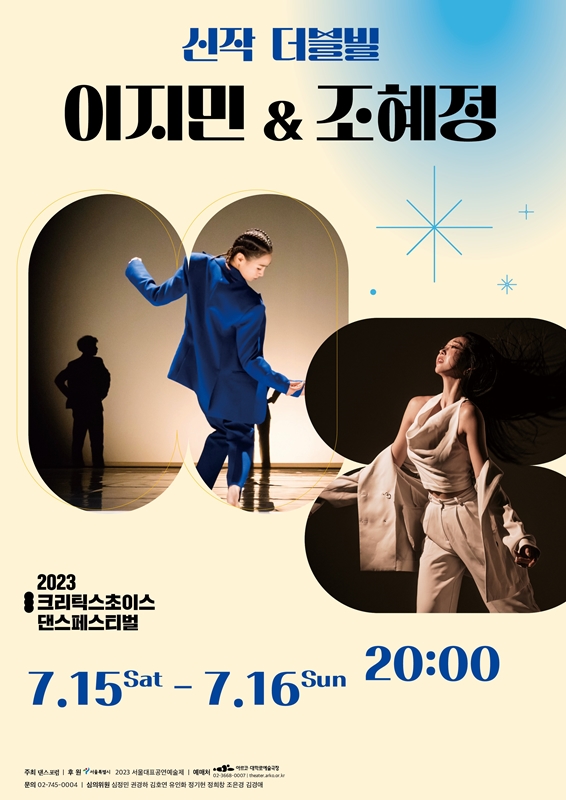 신작 더블빌
이지민 & 조혜정
2023
크리틱스초이스
댄스페스티벌
7.15Sat - 7.16Sun
20:00
주최 댄스포럼 | 후원 서울특별시 2023 서울대표공연예술제 | 예매처 아르코·대학로예술극장 02-3668-0007 | theater.arko.or.kr
문의 02-745-0004 | 심의위원 심정민 권경하 김호연 유인화 정기헌 정희창 조은경 김경애